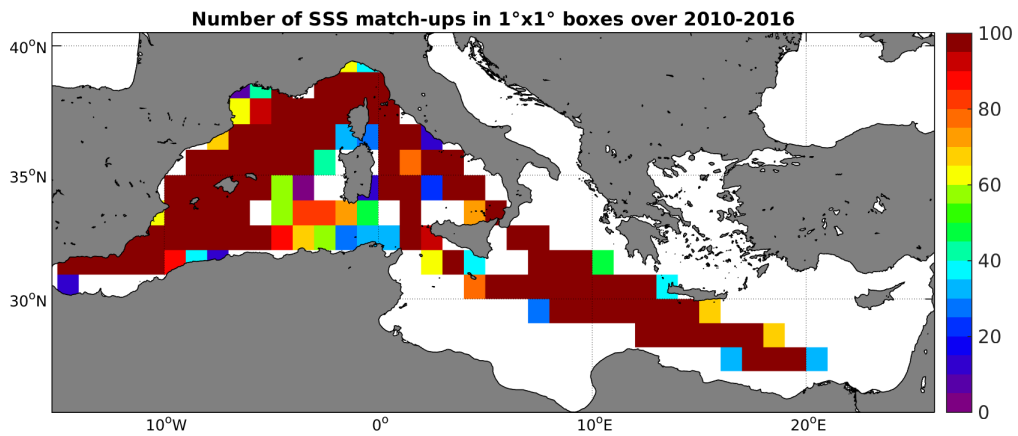 Number of SSS match-ups in 1°x1° boxes over 2010-2016
40°N
35°N
30°N
10°W
0°
10°E
20°E
100
80
60
40
20
0